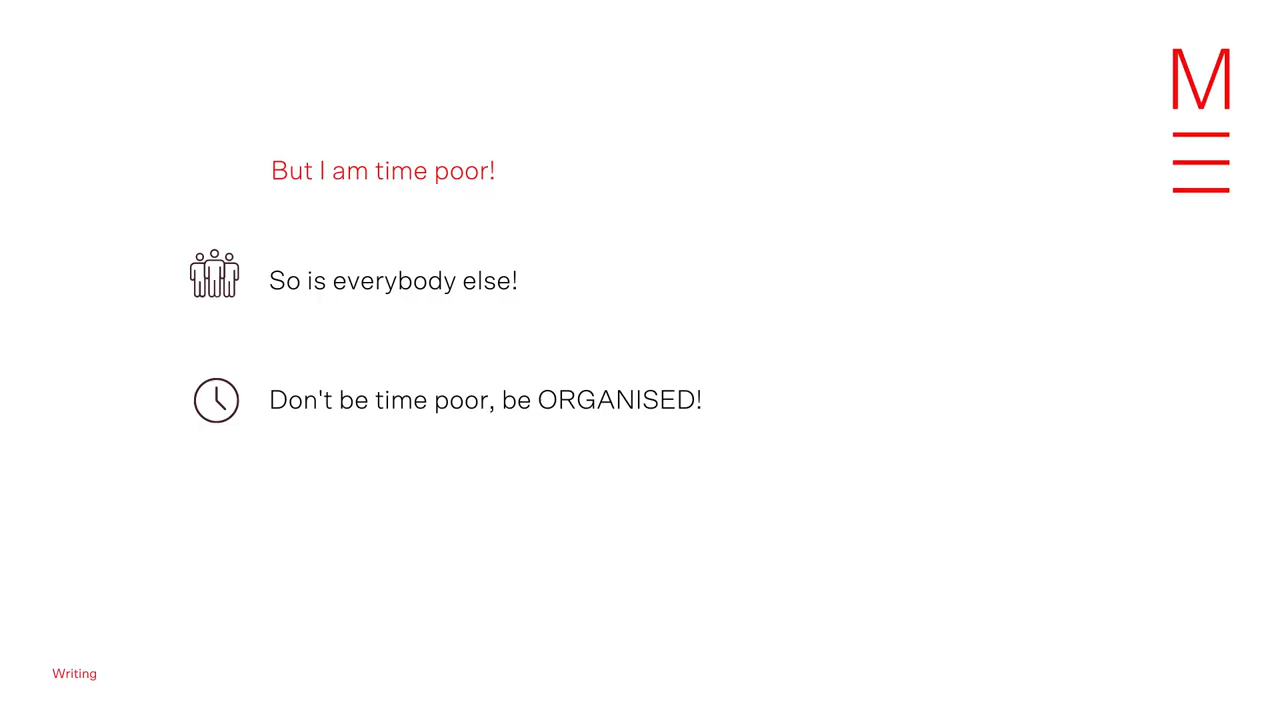 M
But I am time poor!
So is everybody else!
Don't be time poor, be ORGANISED!
Writing